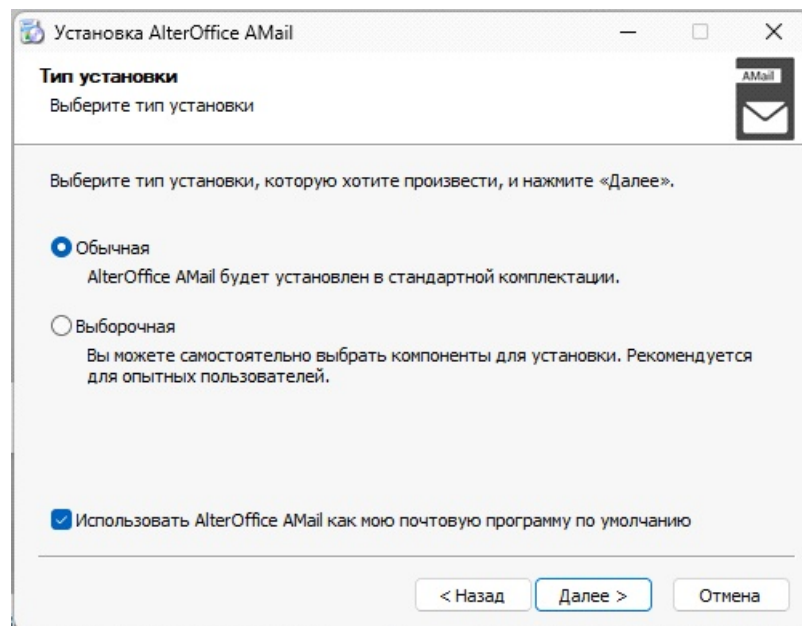 Установка AlterOffice AMail
Тип установки
Выберите тип установки
AMail
Выберите тип установки, которую хотите произвести, и нажмите «Далее».
Обычная
AlterOffice AMail будет установлен в стандартной комплектации.
Выборочная
Вы можете самостоятельно выбрать компоненты для установки. Рекомендуется
для опытных пользователей.
Использовать AlterOffice AMail как мою почтовую программу по умолчанию
< Назад
Далее >
Отмена